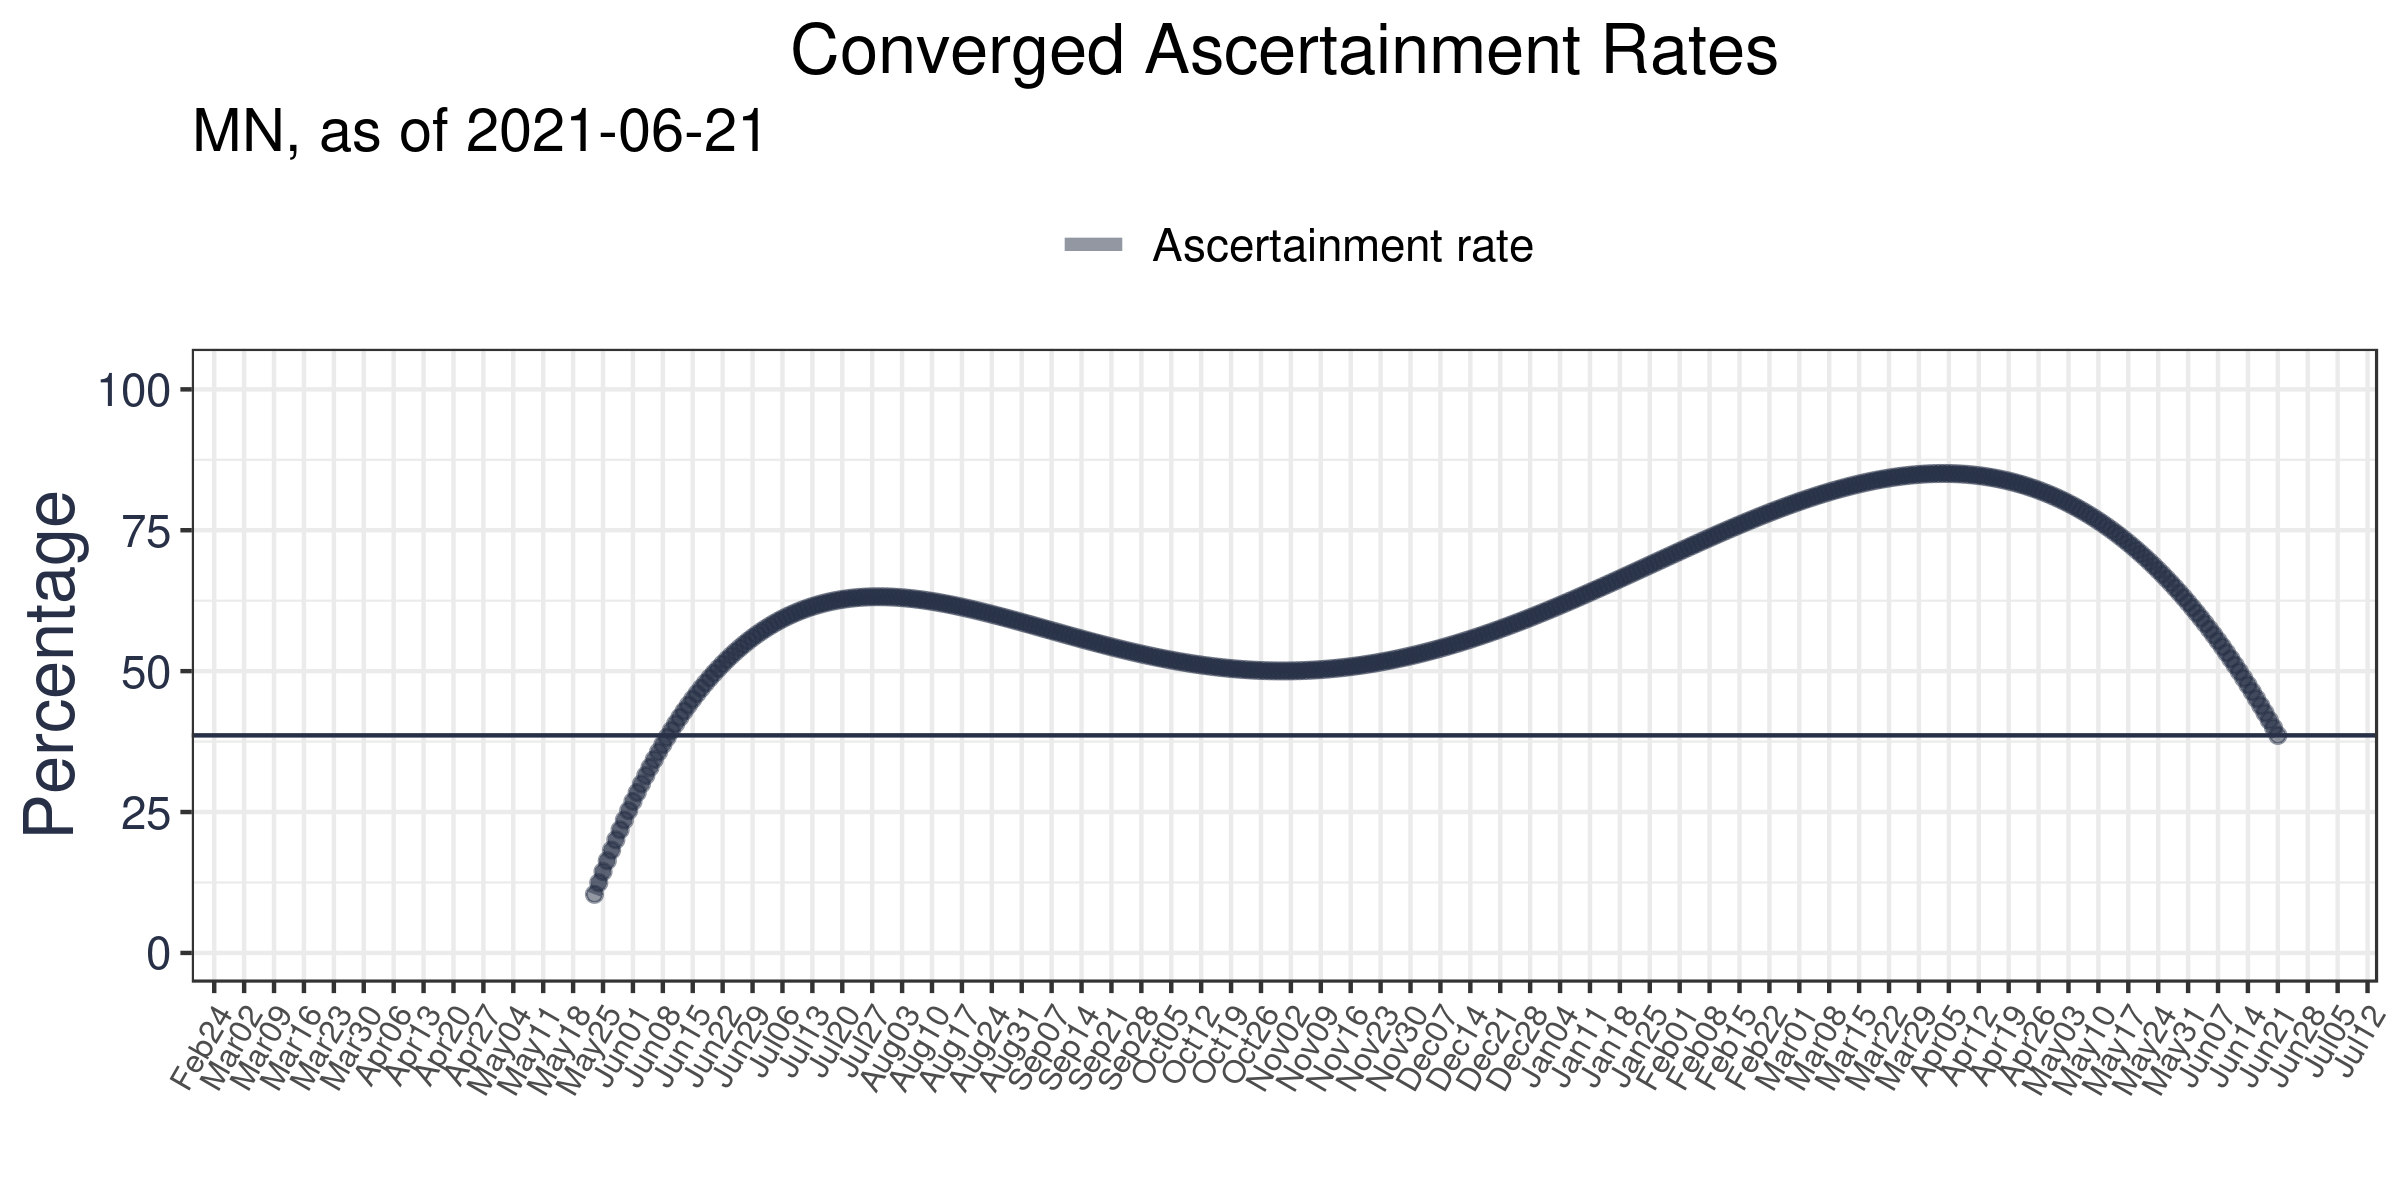 Converged Ascertainment Rates
MN, as of 2021-06-21
Ascertainment rate
Percentage
100
75
50
25
0
Feb24
Mar02
Mar09
Mar16
Mar23
Mar30
Apr06
Apr13
Apr20
Apr27
May04
May11
May18
May25
Jun01
Jun08
Jun15
Jun22
Jun29
Jul06
Jul13
Jul20
Jul27
Aug03
Aug10
Aug17
Aug24
Aug31
Sep07
Sep14
Sep21
Sep28
Oct05
Oct12
Oct19
Oct26
Nov02
Nov09
Nov16
Nov23
Nov30
Dec07
Dec14
Dec21
Dec28
Jan04
Jan11
Jan18
Jan25
Feb01
Feb08
Feb15
Feb22
Mar01
Mar08
Mar15
Mar22
Mar29
Apr05
Apr12
Apr19
Apr26
May03
May10
May17
May24
May31
Jun07
Jun14
Jun21
Jun28
Jul05
Jul12